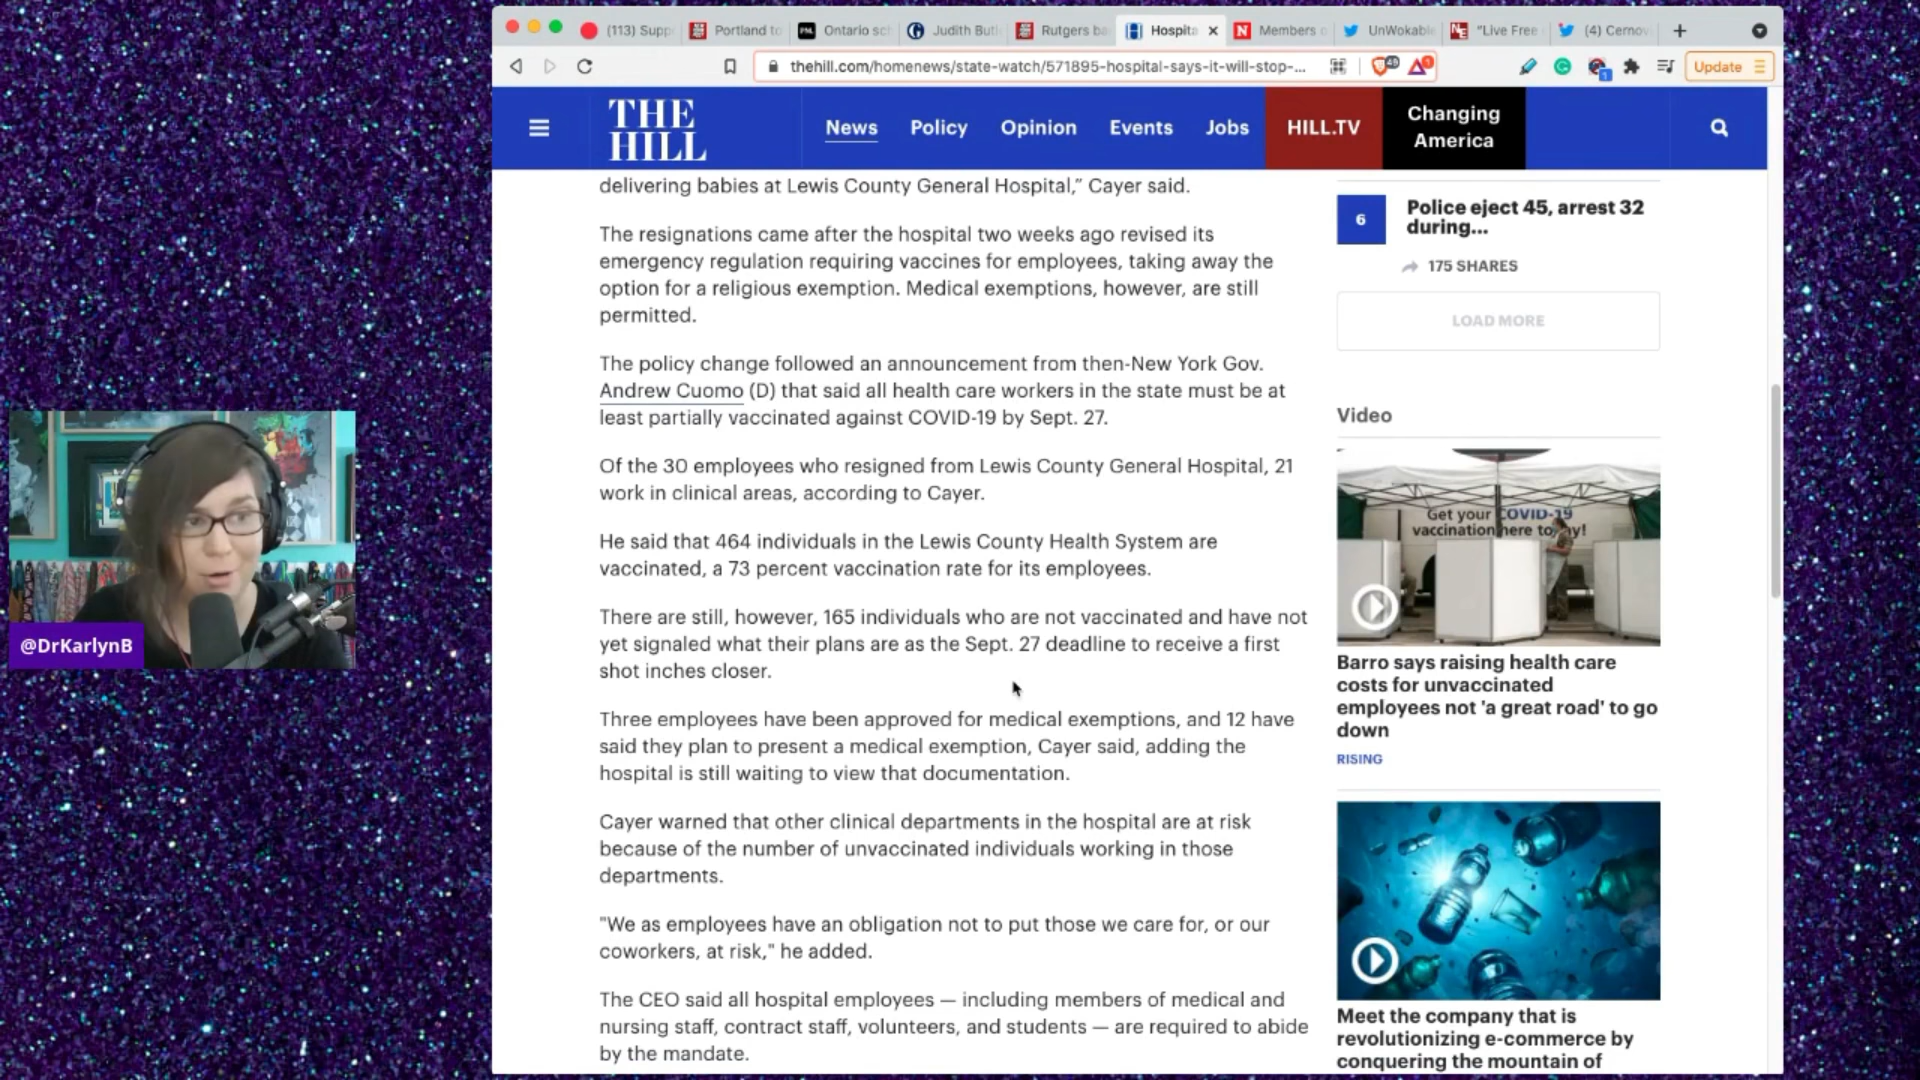 (113) Supp
Portland to
Ontario sc
Judith Butl
Rutgers ba
Hospita
Members o
UnWokabl
"Live Free
(4) Cernov
thehill.com/homenews/state-watch/571895-hospital-says-it-will-stop-...
49
1
1
Update
THE
HILL
News
Policy
Opinion
Events
Jobs
HILL.TV
Changing
America
delivering babies at Lewis County General Hospital,” Cayer said.
The resignations came after the hospital two weeks ago revised its
emergency regulation requiring vaccines for employees, taking away the
option for a religious exemption. Medical exemptions, however, are still
permitted.
The policy change followed an announcement from then-New York Gov.
Andrew Cuomo (D) that said all health care workers in the state must be at
least partially vaccinated against COVID-19 by Sept. 27.
Of the 30 employees who resigned from Lewis County General Hospital, 21
work in clinical areas, according to Cayer.
He said that 464 individuals in the Lewis County Health System are
vaccinated, a 73 percent vaccination rate for its employees.
There are still, however, 165 individuals who are not vaccinated and have not
yet signaled what their plans are as the Sept. 27 deadline to receive a first
shot inches closer.
Three employees have been approved for medical exemptions, and 12 have
said they plan to present a medical exemption, Cayer said, adding the
hospital is still waiting to view that documentation.
Cayer warned that other clinical departments in the hospital are at risk
because of the number of unvaccinated individuals working in those
departments.
"We as employees have an obligation not to put those we care for, or our
coworkers, at risk," he added.
The CEO said all hospital employees — including members of medical and
nursing staff, contract staff, volunteers, and students — are required to abide
by the mandate.
6
Police eject 45, arrest 32
during...
175 SHARES
LOAD MORE
Video
Get your COVID-19
vaccination here today!
Barro says raising health care
costs for unvaccinated
employees not 'a great road' to go
down
RISING
Meet the company that is
revolutionizing e-commerce by
conquering the mountain of
@DrKarlynB